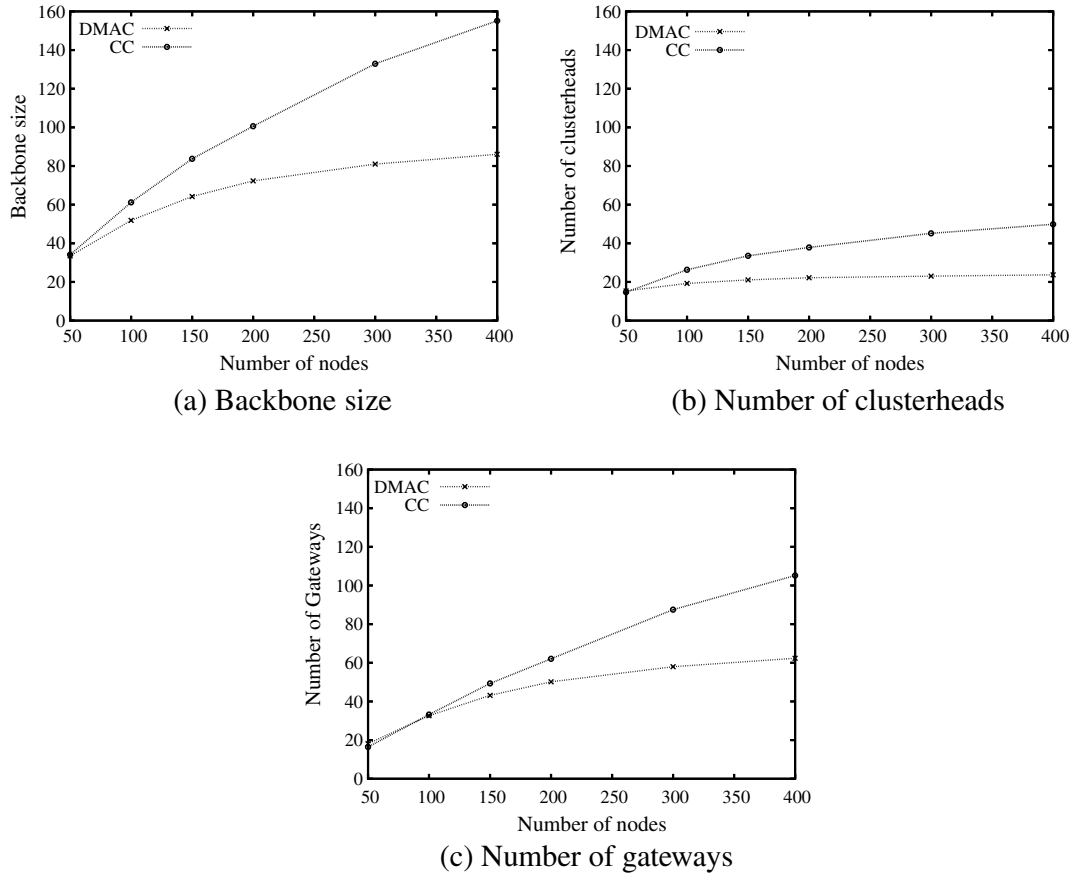 160
140
120
100
80
60
40
20
0
DMAC
CC
Backbone size
50 100 150 200 250 300 350 400
Number of nodes
(a) Backbone size
160
140
120
100
80
60
40
20
0
DMAC
CC
Number of clusterheads
50 100 150 200 250 300 350 400
Number of nodes
(b) Number of clusterheads
160
140
120
100
80
60
40
20
0
DMAC
CC
Number of Gateways
50 100 150 200 250 300 350 400
Number of nodes
(c) Number of gateways